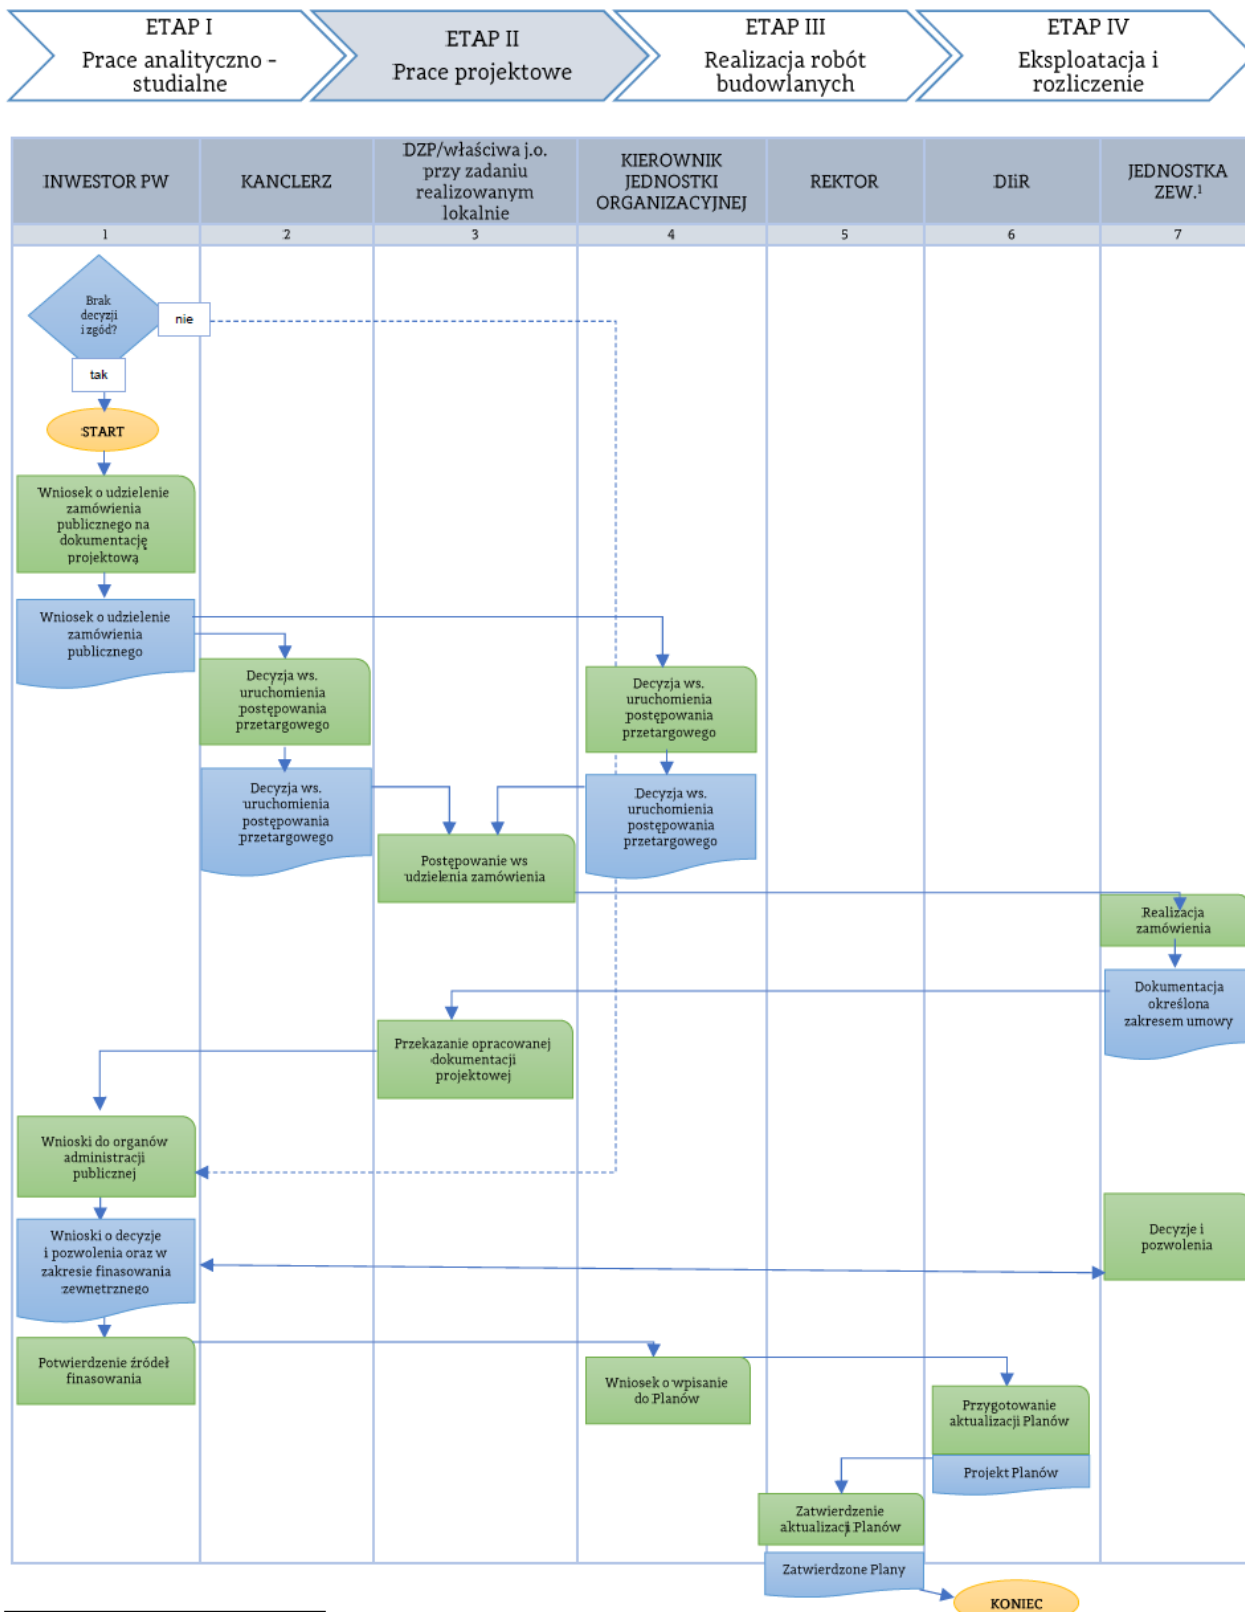 ETAP I
Prace analityczno -
studialne
ETAP II
Prace projektowe
ETAP III
Realizacja robót
budowlanych
ETAP IV
Eksploatacja i
rozliczenie
INWESTOR PW
KANCLERZ
DZP/właściwa j.o.
przy zadaniu
realizowanym
lokalnie
KIEROWNIK
JEDNOSTKI
ORGANIZACYJNEJ
REKTOR
DIiR
JEDNOSTKA
ZEW.¹
1
2
3
4
5
6
7
Brak
decyzji
i zgód?
nie
tak
START
Wniosek o udzielenie
zamówienia
publicznego na
dokumentację
projektową
Wniosek o udzielenie
zamówienia
publicznego
Decyzja ws.
uruchomienia
postępowania
przetargowego
Decyzja ws.
uruchomienia
postępowania
przetargowego
Decyzja ws.
uruchomienia
postępowania
przetargowego
Decyzja ws.
uruchomienia
postępowania
przetargowego
Postępowanie ws
udzielenia zamówienia
Realizacja
zamówienia
Dokumentacja
określona
zakresem umowy
Przekazanie opracowanej
dokumentacji
projektowej
Wnioski do organów
administracji
publicznej
Wnioski o decyzje
i pozwolenia oraz w
zakresie finasowania
zewnętrznego
Decyzje i
pozwolenia
Potwierdzenie źródeł
finasowania
Wniosek o wpisanie
do Planów
Przygotowanie
aktualizacji Planów
Projekt Planów
Zatwierdzenie
aktualizacji Planów
Zatwierdzone Plany
KONIEC